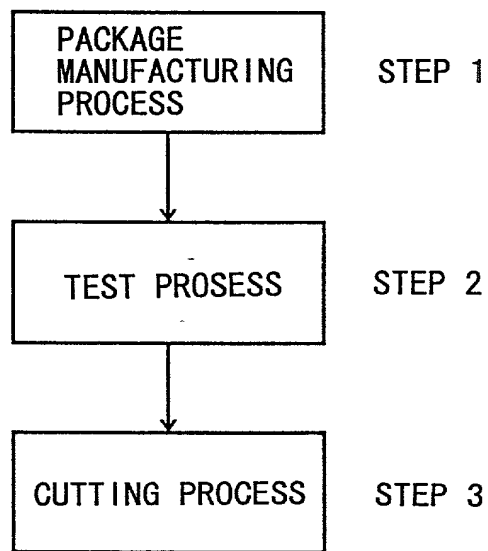 PACKAGE
MANUFACTURING
PROCESS
STEP 1
TEST PROSESS
STEP 2
CUTTING PROCESS
STEP 3